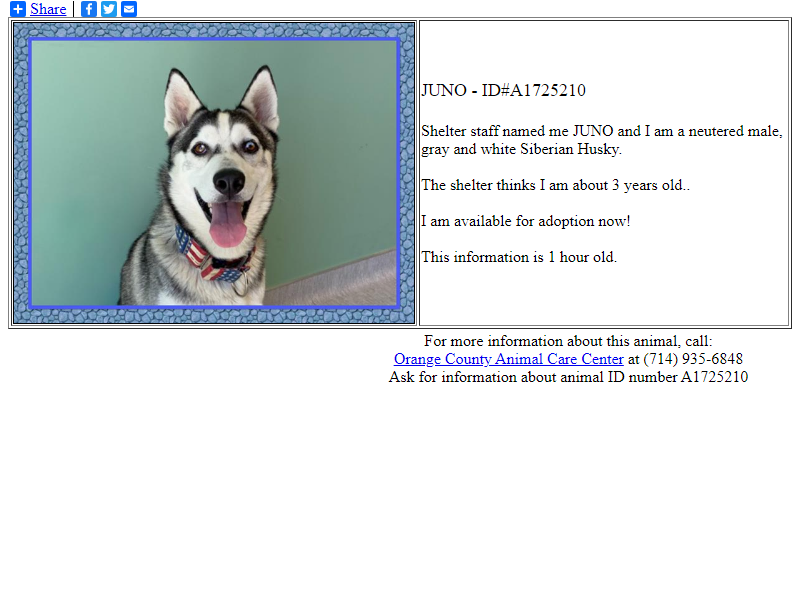 Share |
JUNO - ID#A1725210
Shelter staff named me JUNO and I am a neutered male,
gray and white Siberian Husky.
The shelter thinks I am about 3 years old..
I am available for adoption now!
This information is 1 hour old.
For more information about this animal, call:
Orange County Animal Care Center at (714) 935-6848
Ask for information about animal ID number A1725210